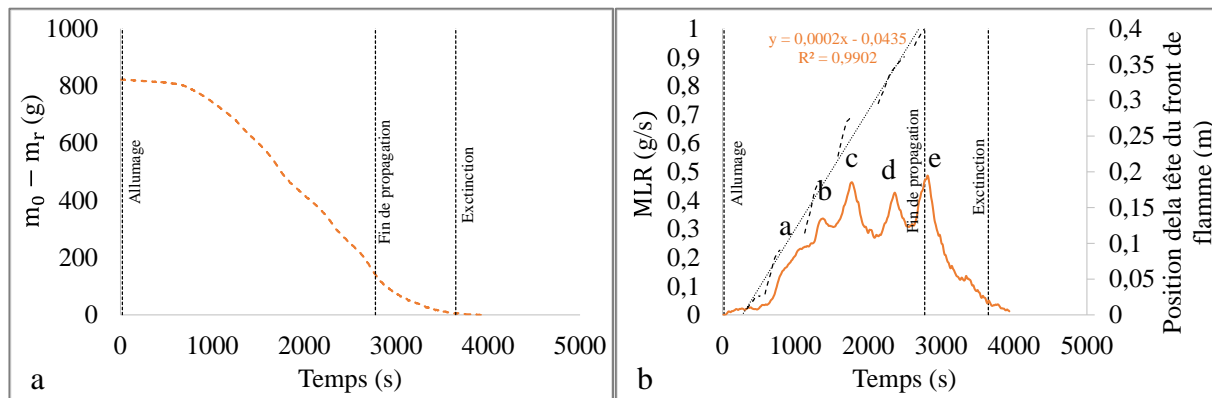 m₀ − mᵣ (g)
1000
800
600
400
200
0
Allumage
Fin de propagation
Exctinction
0 1000 2000 3000 4000 5000
Temps (s)
a
MLR (g/s)
1
0,9
0,8
0,7
0,6
0,5
0,4
0,3
0,2
0,1
0
y = 0,0002x - 0,0435
R² = 0,9902
Allumage
a
b
c
d
e
Fin de propagation
Exctinction
0,4
0,35
0,3
0,25
0,2
0,15
0,1
0,05
0
Position dela tête du front de
flamme (m)
0 1000 2000 3000 4000 5000
Temps (s)
b